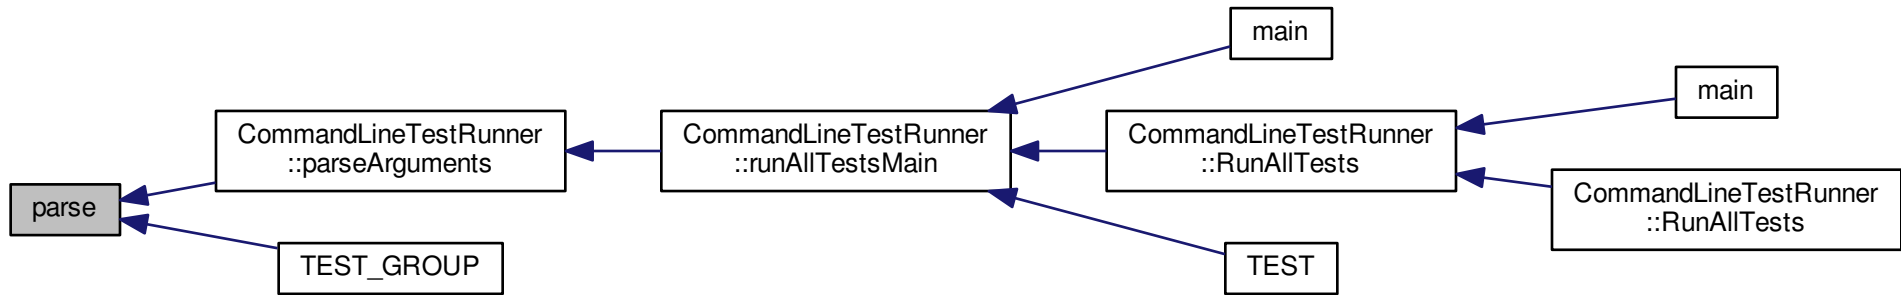 parse
CommandLineTestRunner
::parseArguments
TEST_GROUP
CommandLineTestRunner
::runAllTestsMain
main
CommandLineTestRunner
::RunAllTests
TEST
main
CommandLineTestRunner
::RunAllTests